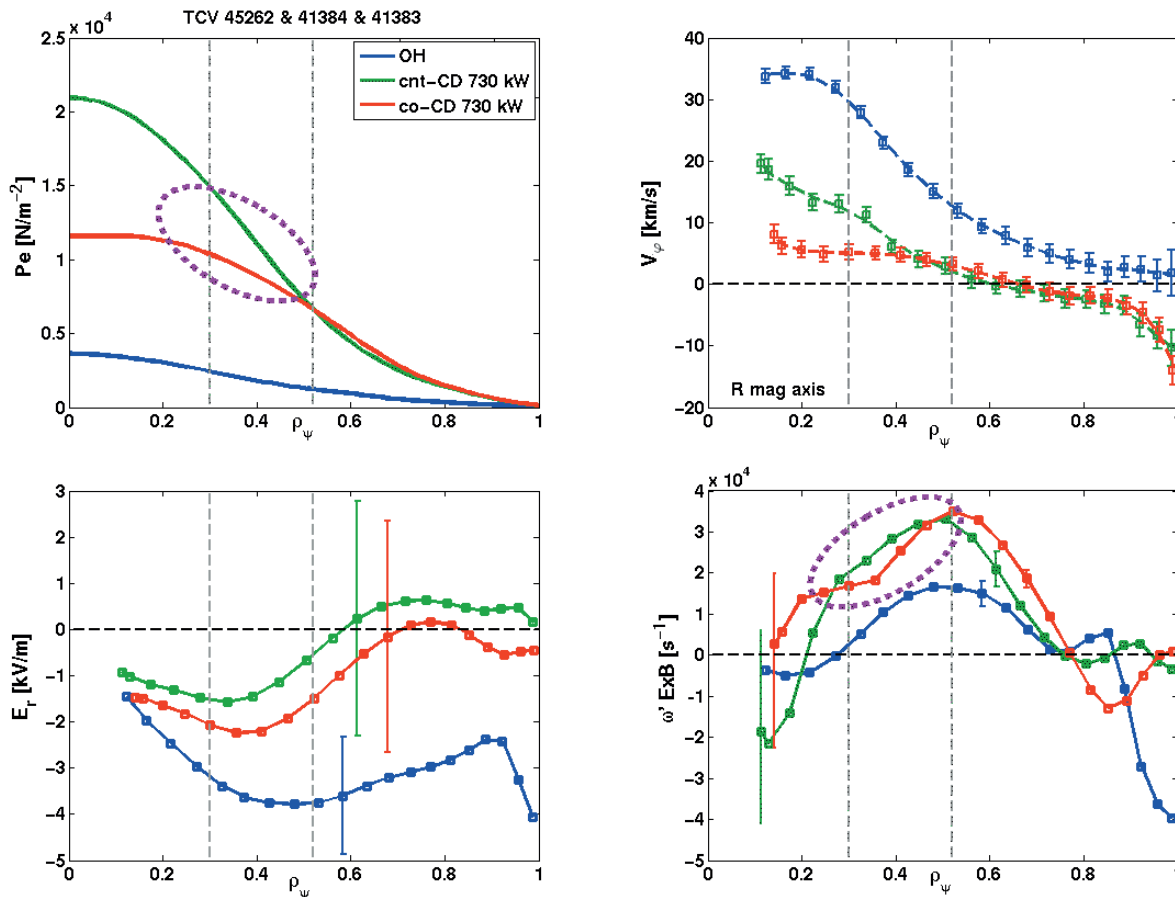 TCV 45262 & 41384 & 41383
x 10⁴
2.5
2
1.5
1
0.5
0
Pe [N/m⁻²]
OH
cnt-CD 730 kW
co-CD 730 kW
0 0.2 0.4 0.6 0.8 1
ρψ
40
30
20
10
0
−10
−20
Vφ [km/s]
R mag axis
0 0.2 0.4 0.6 0.8 1
ρψ
3
2
1
0
−1
−2
−3
−4
−5
Er [kV/m]
0 0.2 0.4 0.6 0.8 1
ρψ
x 10⁴
4
3
2
1
0
−1
−2
−3
−4
−5
ω' ExB [s⁻¹]
0 0.2 0.4 0.6 0.8 1
ρψ